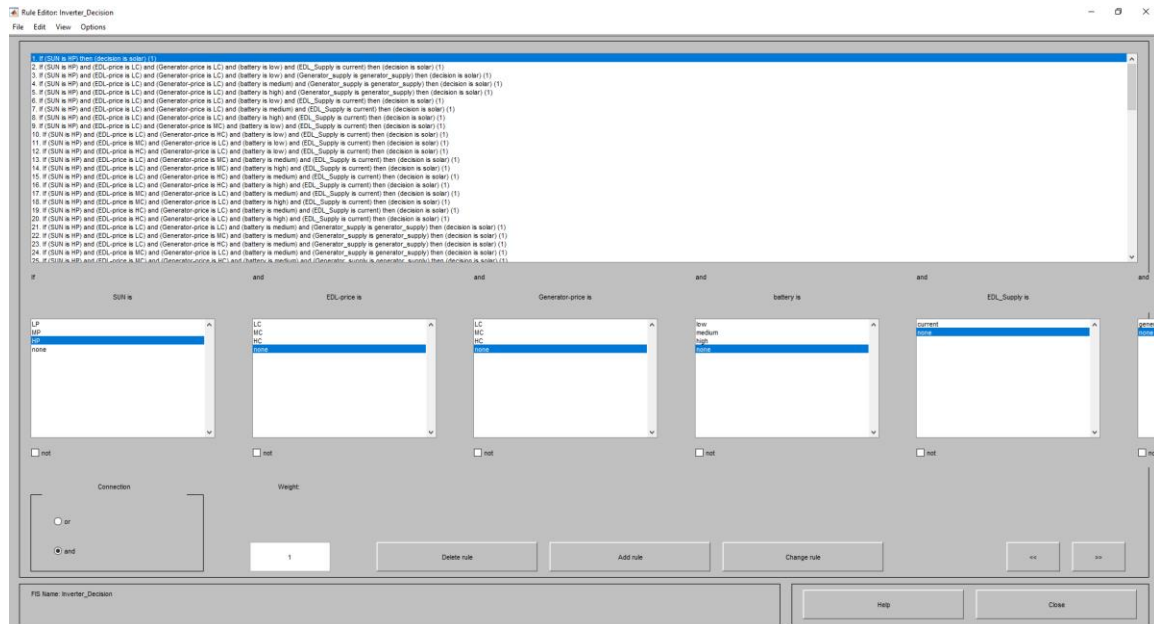 Rule Editor: Inverter_Decision
File Edit View Options
1. If (SUN is HP) then (decision is solar) (1)
2. If (SUN is HP) and (EDL-price is LC) and (Generator-price is LC) and (battery is low) and (EDL_Supply is current) then (decision is solar) (1)
3. If (SUN is HP) and (EDL-price is LC) and (Generator-price is LC) and (battery is low) and (Generator_supply is generator_supply) then (decision is solar) (1)
4. If (SUN is HP) and (EDL-price is LC) and (Generator-price is LC) and (battery is medium) and (Generator_supply is generator_supply) then (decision is solar) (1)
5. If (SUN is HP) and (EDL-price is LC) and (Generator-price is LC) and (battery is high) and (Generator_supply is generator_supply) then (decision is solar) (1)
6. If (SUN is HP) and (EDL-price is LC) and (Generator-price is LC) and (battery is low) and (EDL_Supply is current) then (decision is solar) (1)
7. If (SUN is HP) and (EDL-price is LC) and (Generator-price is LC) and (battery is medium) and (EDL_Supply is current) then (decision is solar) (1)
8. If (SUN is HP) and (EDL-price is LC) and (Generator-price is LC) and (battery is high) and (EDL_Supply is current) then (decision is solar) (1)
9. If (SUN is HP) and (EDL-price is LC) and (Generator-price is MC) and (battery is low) and (EDL_Supply is current) then (decision is solar) (1)
10. If (SUN is HP) and (EDL-price is LC) and (Generator-price is HC) and (battery is low) and (EDL_Supply is current) then (decision is solar) (1)
11. If (SUN is HP) and (EDL-price is MC) and (Generator-price is LC) and (battery is low) and (EDL_Supply is current) then (decision is solar) (1)
12. If (SUN is HP) and (EDL-price is HC) and (Generator-price is LC) and (battery is low) and (EDL_Supply is current) then (decision is solar) (1)
13. If (SUN is HP) and (EDL-price is LC) and (Generator-price is MC) and (battery is medium) and (EDL_Supply is current) then (decision is solar) (1)
14. If (SUN is HP) and (EDL-price is LC) and (Generator-price is MC) and (battery is high) and (EDL_Supply is current) then (decision is solar) (1)
15. If (SUN is HP) and (EDL-price is LC) and (Generator-price is HC) and (battery is medium) and (EDL_Supply is current) then (decision is solar) (1)
16. If (SUN is HP) and (EDL-price is LC) and (Generator-price is HC) and (battery is high) and (EDL_Supply is current) then (decision is solar) (1)
17. If (SUN is HP) and (EDL-price is MC) and (Generator-price is LC) and (battery is medium) and (EDL_Supply is current) then (decision is solar) (1)
18. If (SUN is HP) and (EDL-price is MC) and (Generator-price is LC) and (battery is high) and (EDL_Supply is current) then (decision is solar) (1)
19. If (SUN is HP) and (EDL-price is HC) and (Generator-price is LC) and (battery is medium) and (EDL_Supply is current) then (decision is solar) (1)
20. If (SUN is HP) and (EDL-price is HC) and (Generator-price is LC) and (battery is high) and (EDL_Supply is current) then (decision is solar) (1)
21. If (SUN is HP) and (EDL-price is LC) and (Generator-price is LC) and (battery is medium) and (Generator_supply is generator_supply) then (decision is solar) (1)
22. If (SUN is HP) and (EDL-price is LC) and (Generator-price is MC) and (battery is medium) and (Generator_supply is generator_supply) then (decision is solar) (1)
23. If (SUN is HP) and (EDL-price is LC) and (Generator-price is HC) and (battery is medium) and (Generator_supply is generator_supply) then (decision is solar) (1)
24. If (SUN is HP) and (EDL-price is MC) and (Generator-price is LC) and (battery is medium) and (Generator_supply is generator_supply) then (decision is solar) (1)
25. If (SUN is HP) and (EDL-price is MC) and (Generator-price is HC) and (battery is medium) and (Generator_supply is generator_supply) then (decision is solar) (1)
If and and and and and
SUN is EDL-price is Generator-price is battery is EDL_Supply is
LP LC LC low current gener
MP MC MC medium none none
HP HC HC high
none none none none
not not not not not
Connection Weight:
or
and 1 Delete rule Add rule Change rule << >>
FIS Name: Inverter_Decision Help Close